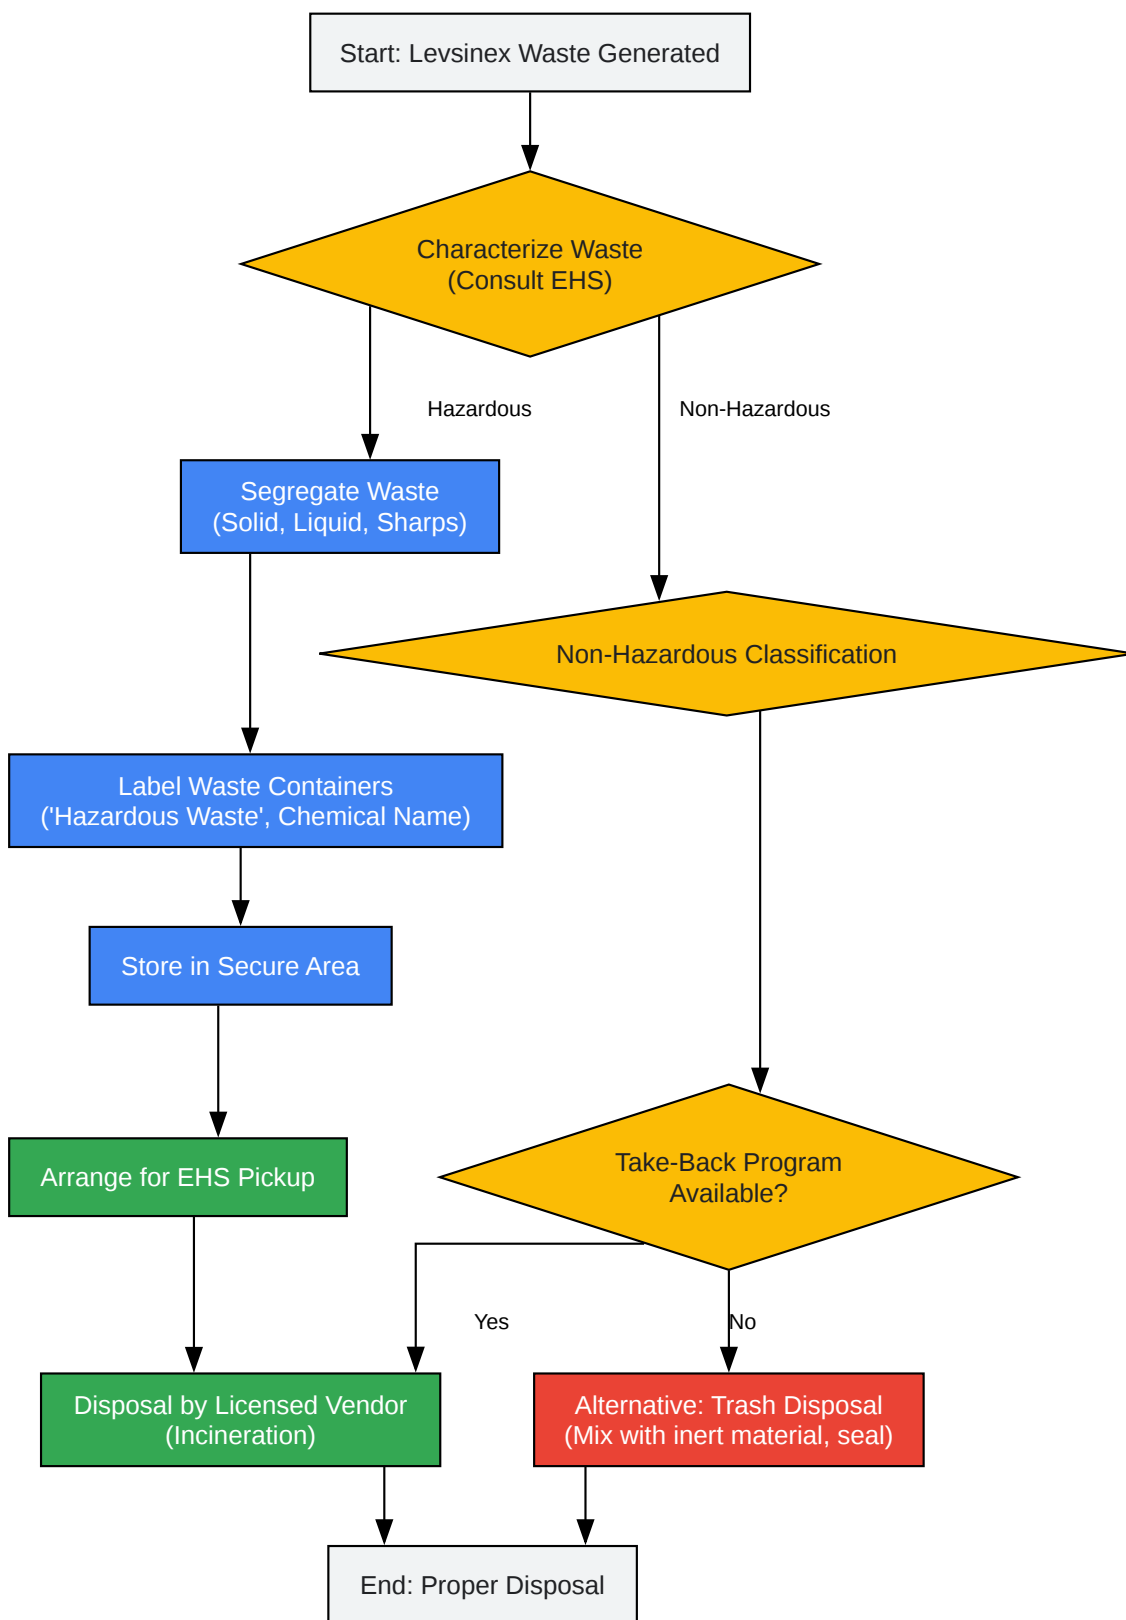 Start: Levsinex Waste Generated
Characterize Waste
(Consult EHS)
Hazardous
Non-Hazardous
Segregate Waste
(Solid, Liquid, Sharps)
Non-Hazardous Classification
Label Waste Containers
('Hazardous Waste', Chemical Name)
Store in Secure Area
Arrange for EHS Pickup
Take-Back Program
Available?
Yes
No
Disposal by Licensed Vendor
(Incineration)
Alternative: Trash Disposal
(Mix with inert material, seal)
End: Proper Disposal